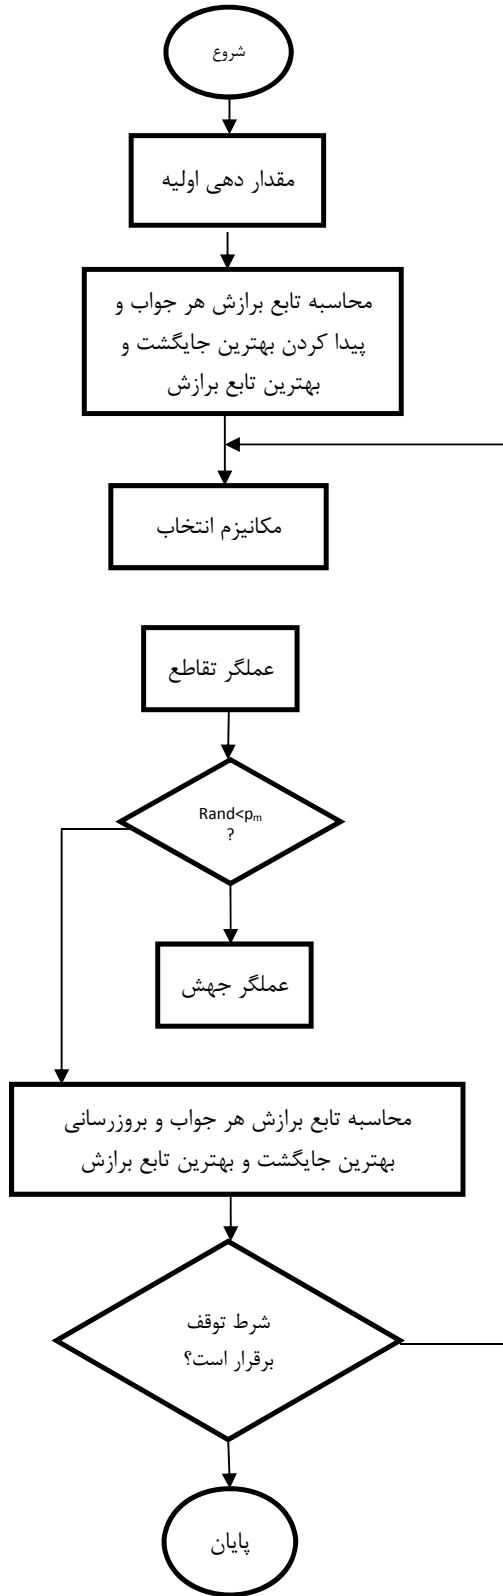 شروع
مقدار دهی اولیه
محاسبه تابع برازش هر جواب و
پیدا کردن بهترین جایگشت و
بهترین تابع برازش
مکانیزم انتخاب
عملگر تقاطع
Rand<pₘ
?
عملگر جهش
محاسبه تابع برازش هر جواب و بروزرسانی
بهترین جایگشت و بهترین تابع برازش
شرط توقف
برقرار است؟
پایان